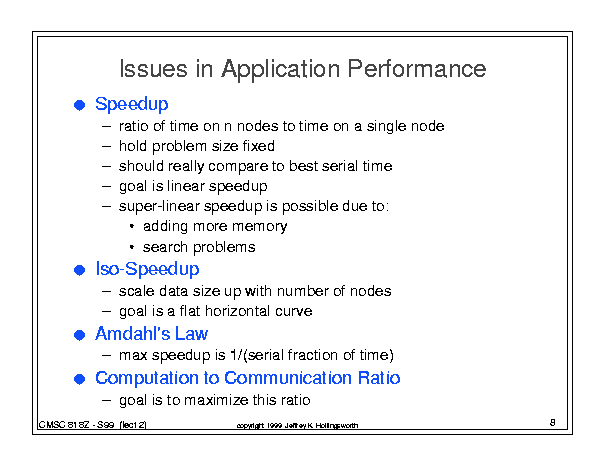 Issues in Application Performance
● Speedup
– ratio of time on n nodes to time on a single node
– hold problem size fixed
– should really compare to best serial time
– goal is linear speedup
– super-linear speedup is possible due to:
• adding more memory
• search problems
● Iso-Speedup
– scale data size up with number of nodes
– goal is a flat horizontal curve
● Amdahl's Law
– max speedup is 1/(serial fraction of time)
● Computation to Communication Ratio
– goal is to maximize this ratio
CMSC 818Z - S99 (lect 2)
copyright 1999 Jeffrey K. Hollingsworth
8